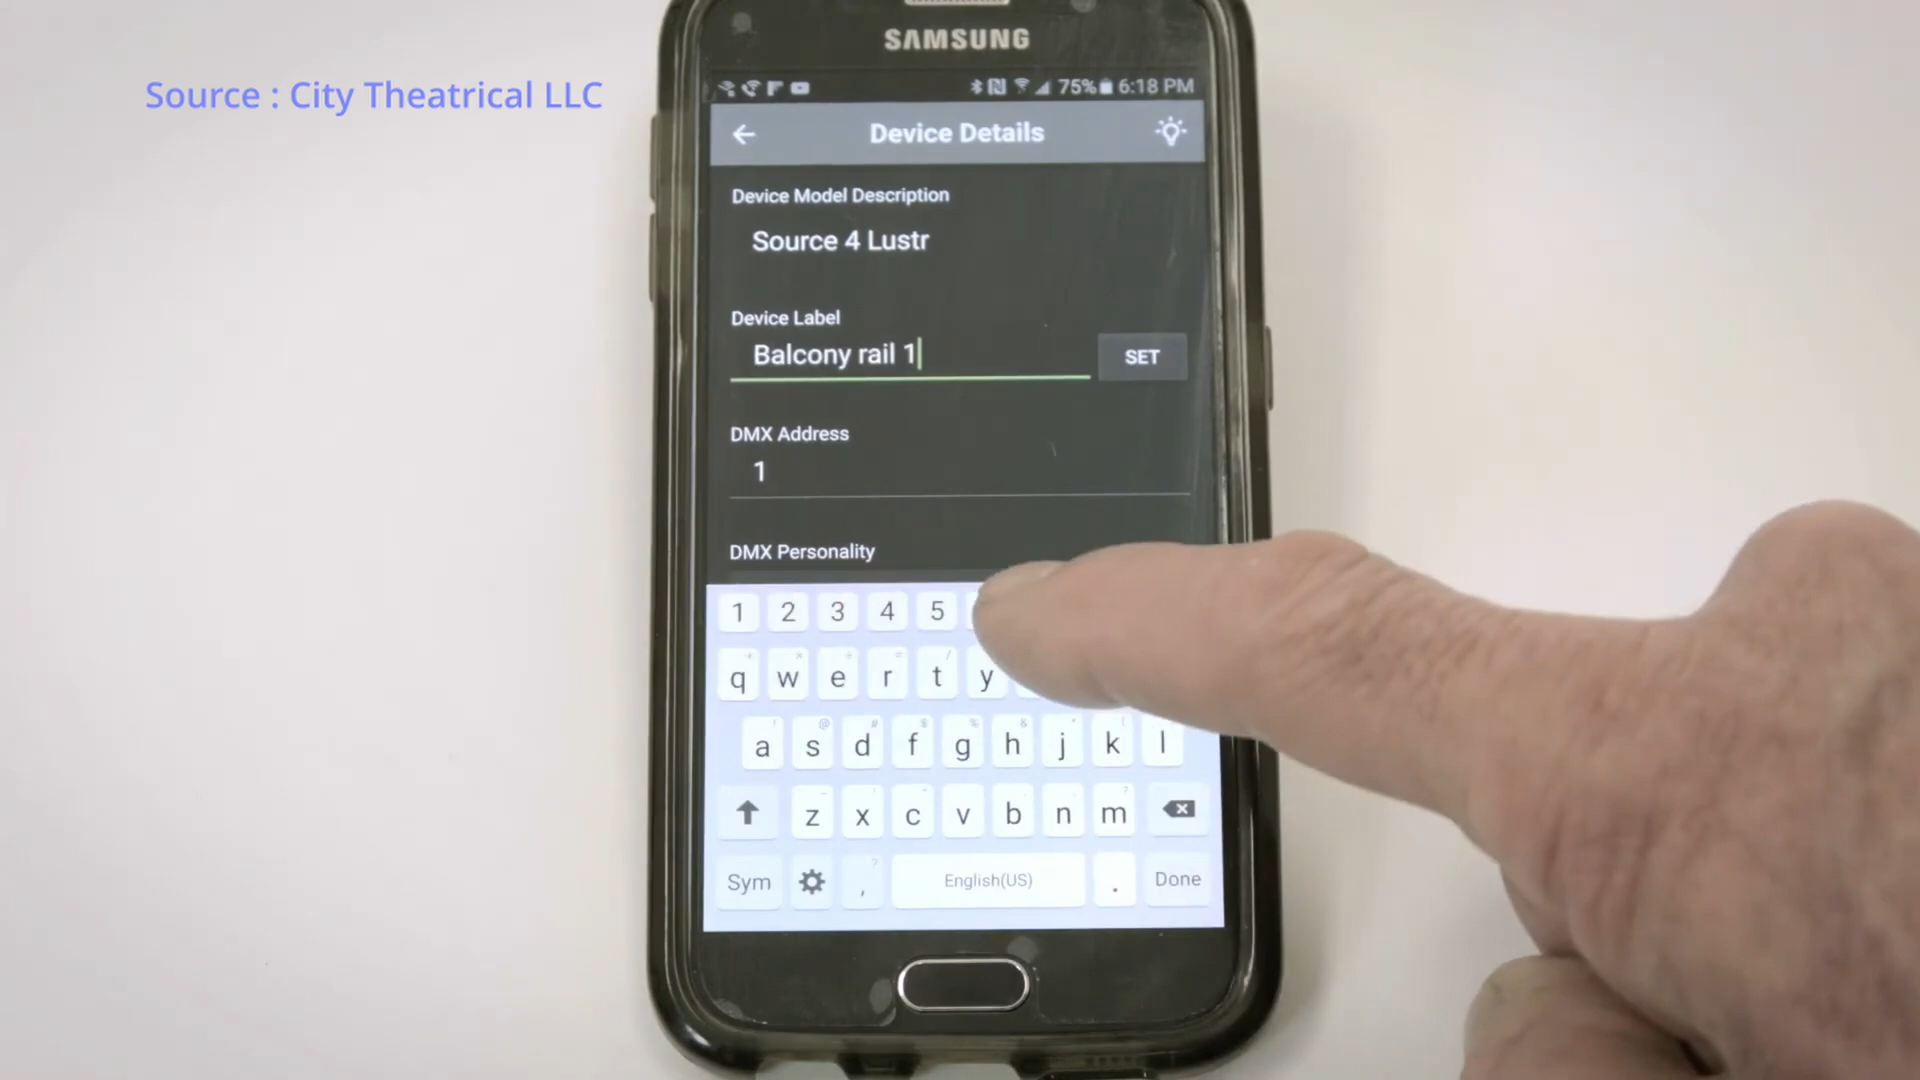 SAMSUNG
Source : City Theatrical LLC
75% 6:18 PM
Device Details
Device Model Description
Source 4 Lustr
Device Label
Balcony rail 1
SET
DMX Address
1
DMX Personality
1 2 3 4 5
q w e r t y
a s d f g h j k l
z x c v b n m
Sym , English(US) . Done